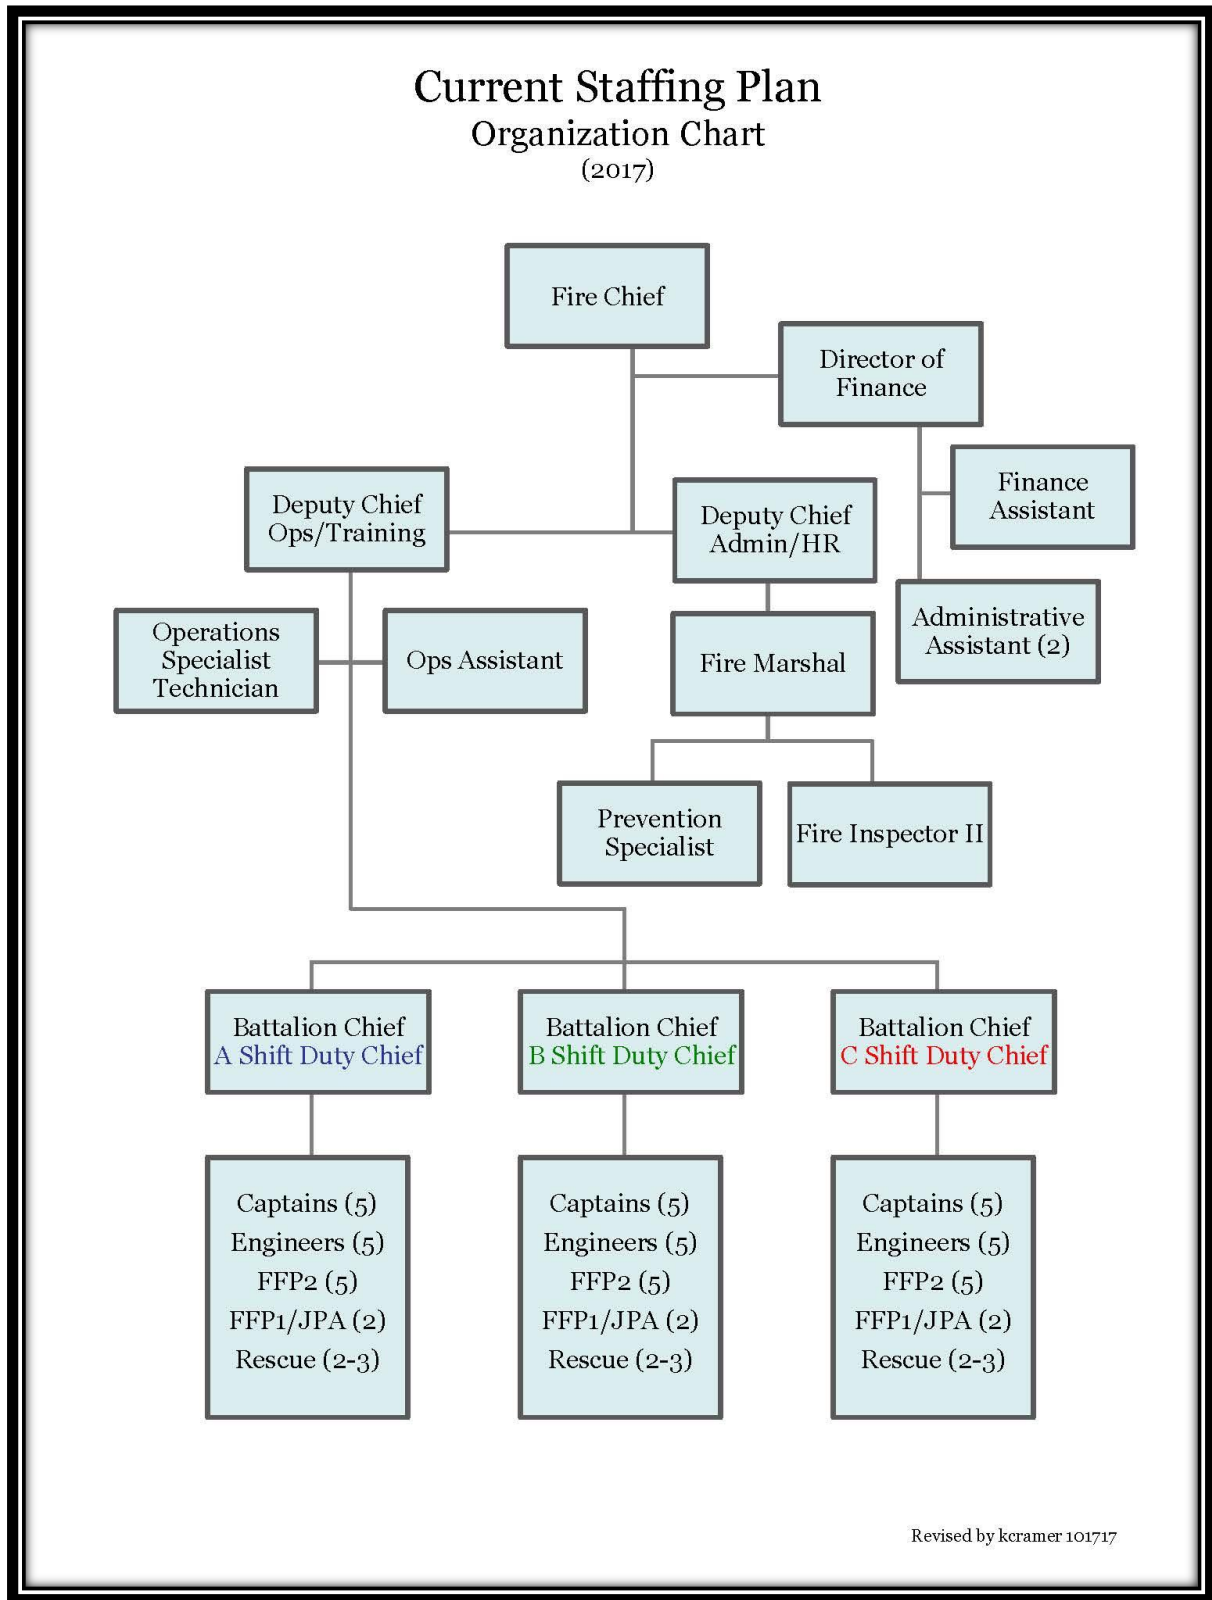 Current Staffing Plan
Organization Chart
(2017)
Fire Chief
Director of
Finance
Finance
Assistant
Administrative
Assistant (2)
Deputy Chief
Ops/Training
Deputy Chief
Admin/HR
Operations
Specialist
Technician
Ops Assistant
Fire Marshal
Prevention
Specialist
Fire Inspector II
Battalion Chief
A Shift Duty Chief
Battalion Chief
B Shift Duty Chief
Battalion Chief
C Shift Duty Chief
Captains (5)
Engineers (5)
FFP2 (5)
FFP1/JPA (2)
Rescue (2-3)
Captains (5)
Engineers (5)
FFP2 (5)
FFP1/JPA (2)
Rescue (2-3)
Captains (5)
Engineers (5)
FFP2 (5)
FFP1/JPA (2)
Rescue (2-3)
Revised by kcramer 101717